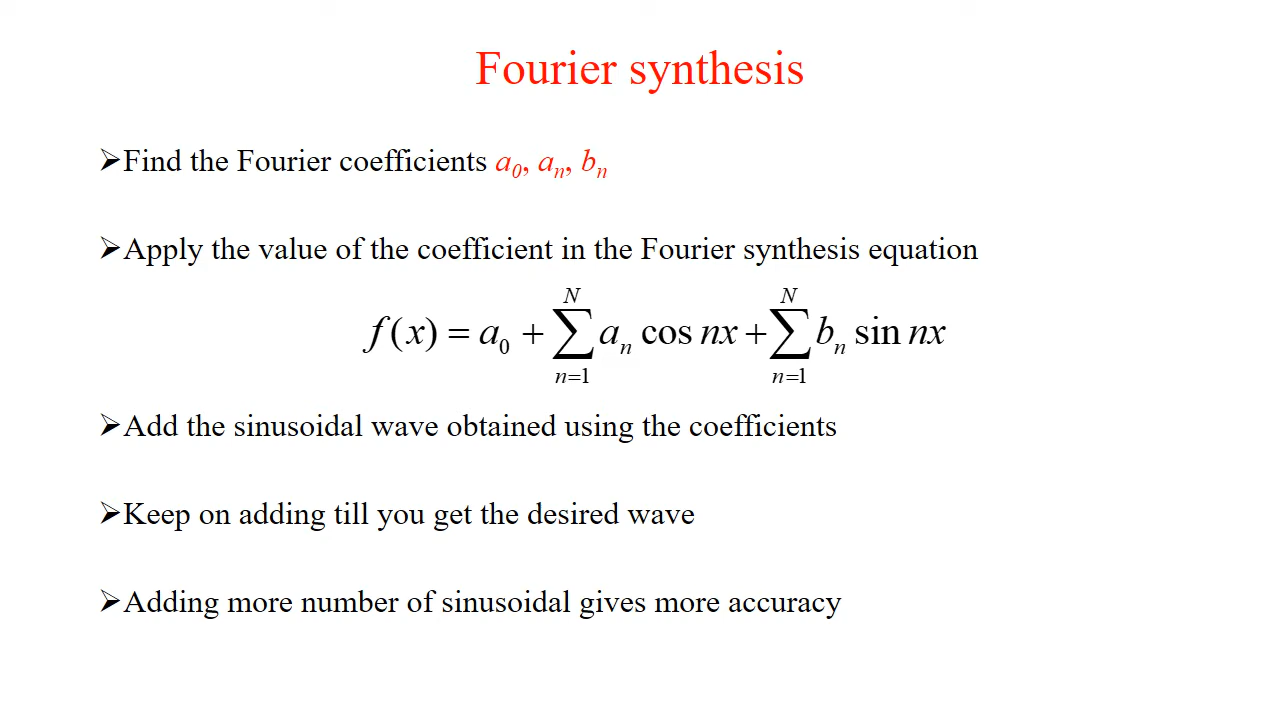 Fourier synthesis
➢Find the Fourier coefficients a₀, aₙ, bₙ
➢Apply the value of the coefficient in the Fourier synthesis equation
f(x) = a₀ + ∑_{n=1}^{N} aₙ cos nx + ∑_{n=1}^{N} bₙ sin nx
➢Add the sinusoidal wave obtained using the coefficients
➢Keep on adding till you get the desired wave
➢Adding more number of sinusoidal gives more accuracy